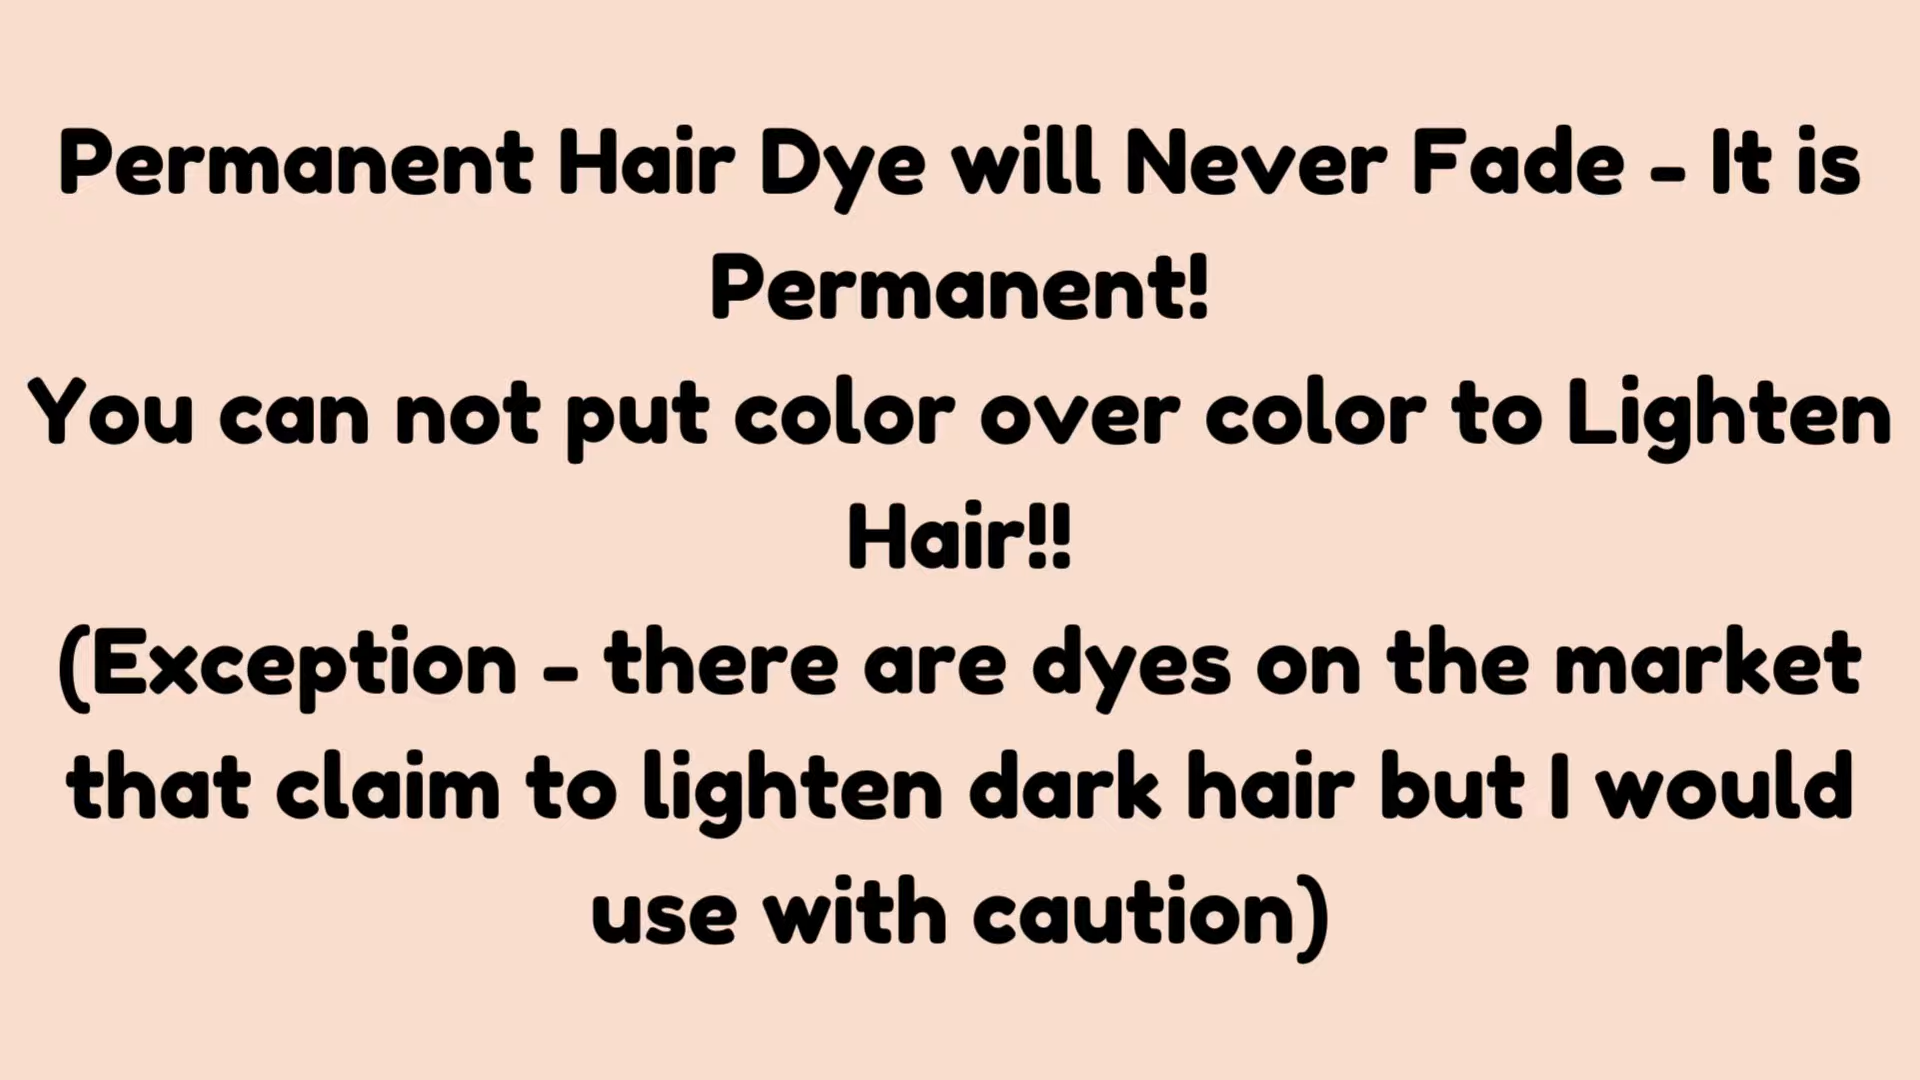 Permanent Hair Dye will Never Fade - It is
Permanent!
You can not put color over color to Lighten
Hair!!
(Exception - there are dyes on the market
that claim to lighten dark hair but I would
use with caution)